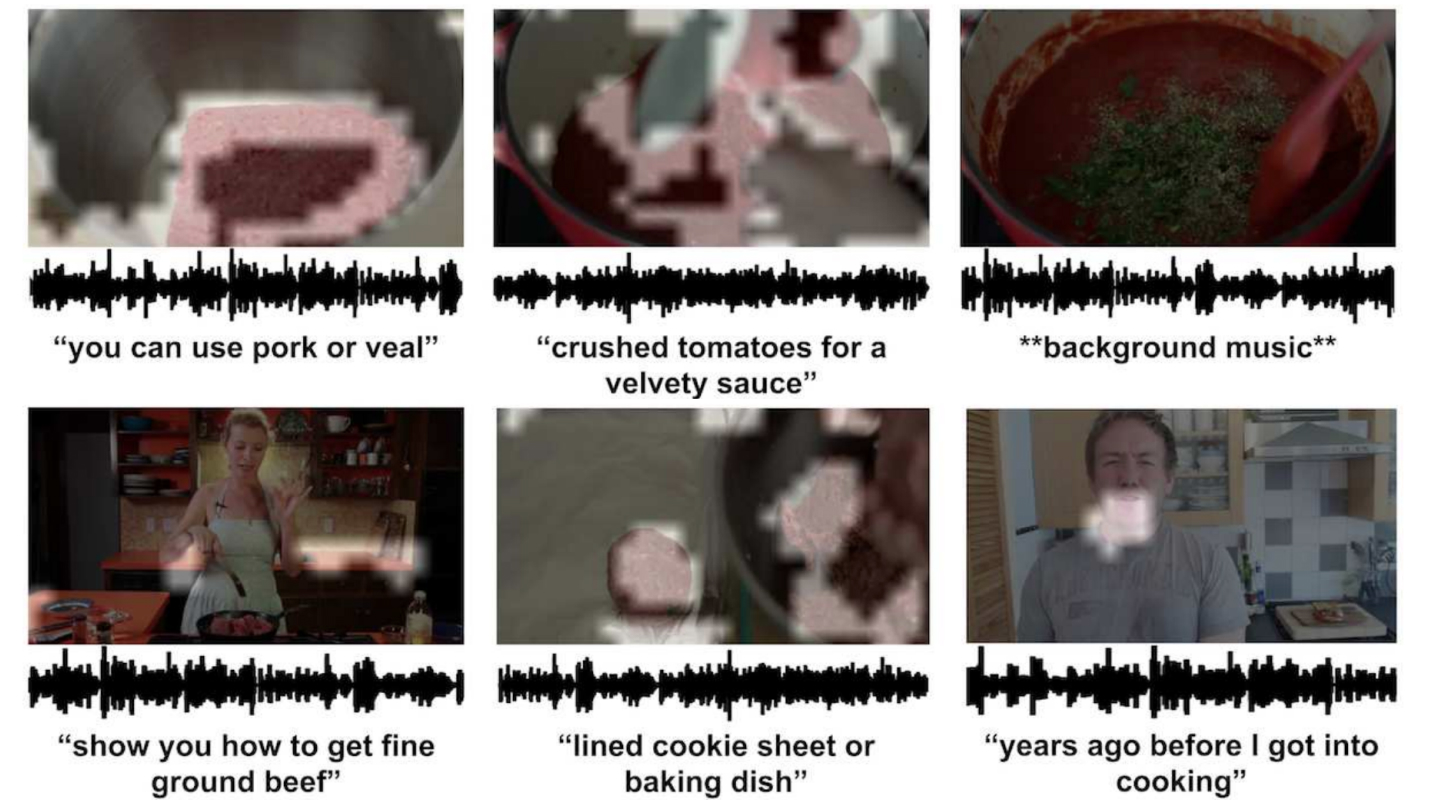 “you can use pork or veal”
“crushed tomatoes for a
velvety sauce”
**background music**
“show you how to get fine
ground beef”
“lined cookie sheet or
baking dish”
“years ago before I got into
cooking”